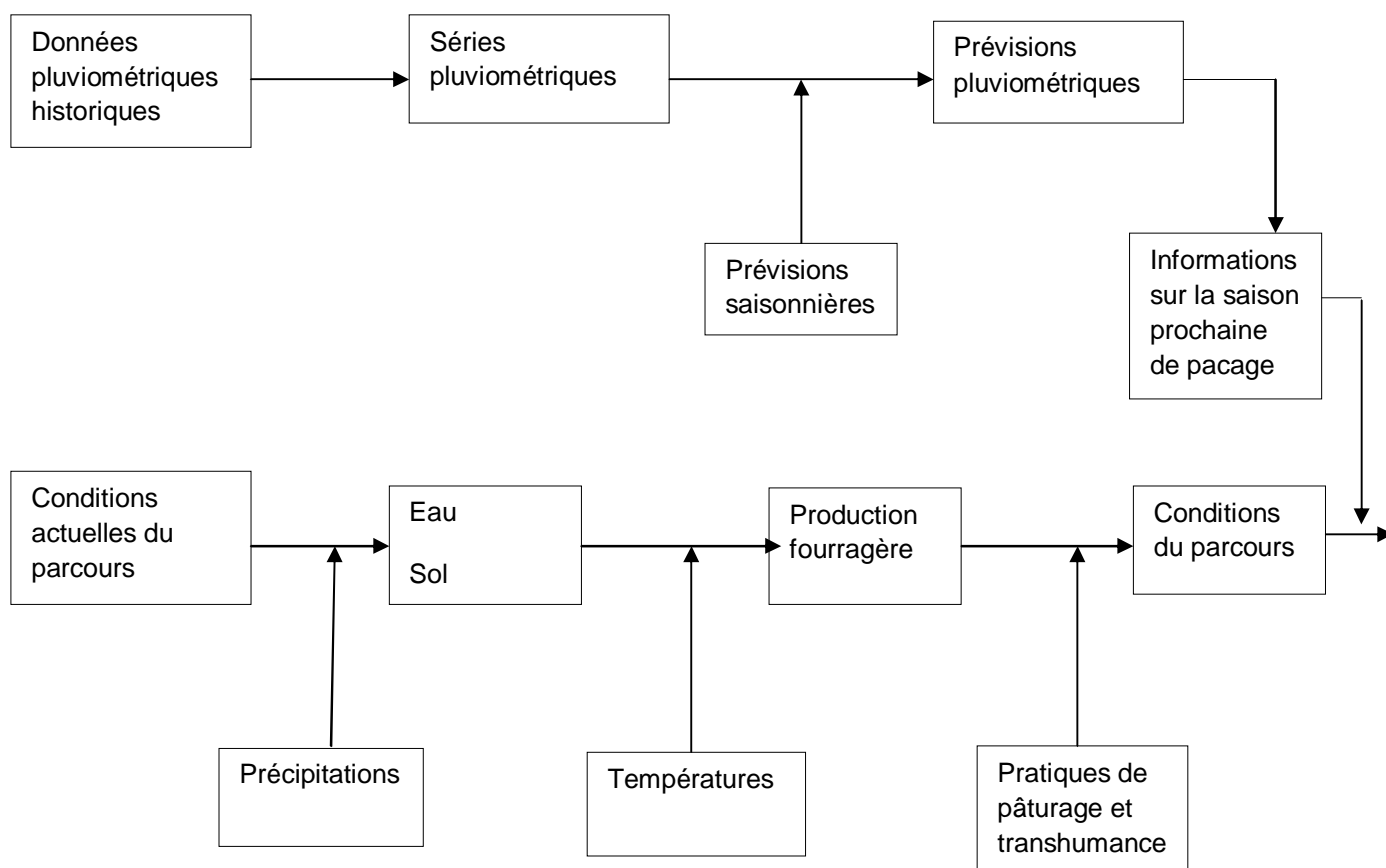 Données
pluviométriques
historiques
Séries
pluviométriques
Prévisions
pluviométriques
Prévisions
saisonnières
Informations
sur la saison
prochaine
de pacage
Conditions
actuelles du
parcours
Eau
Sol
Production
fourragère
Conditions
du parcours
Précipitations
Températures
Pratiques de
pâturage et
transhumance